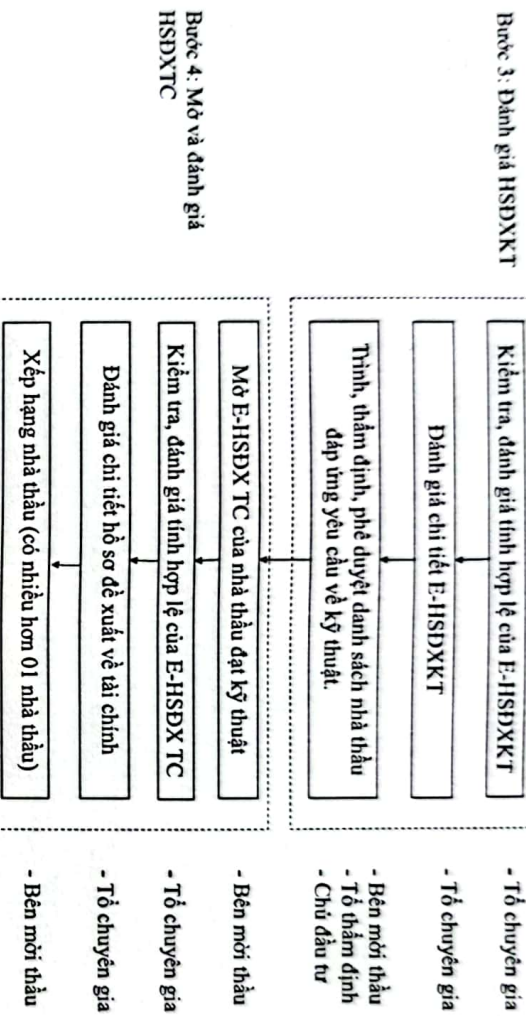 Bước 3: Đánh giá HSĐXKT
Kiểm tra, đánh giá tính hợp lệ của E-HSĐXKT
- Tổ chuyên gia
Đánh giá chi tiết E-HSĐXKT
- Tổ chuyên gia
Trình, thẩm định, phê duyệt danh sách nhà thầu
đáp ứng yêu cầu về kỹ thuật.
- Bên mời thầu
- Tổ thẩm định
- Chủ đầu tư
Bước 4: Mở và đánh giá
HSĐXTC
Mở E-HSĐX TC của nhà thầu đạt kỹ thuật
- Bên mời thầu
Kiểm tra, đánh giá tính hợp lệ của E-HSĐX TC
- Tổ chuyên gia
Đánh giá chi tiết hồ sơ đề xuất về tài chính
- Tổ chuyên gia
Xếp hạng nhà thầu (có nhiều hơn 01 nhà thầu)
- Bên mời thầu